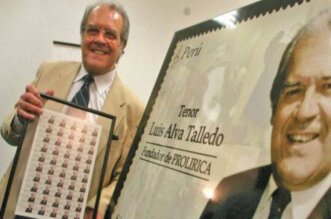 Perú
Tenor
Luis Alva Talledo
Fundador de PROLIRICA